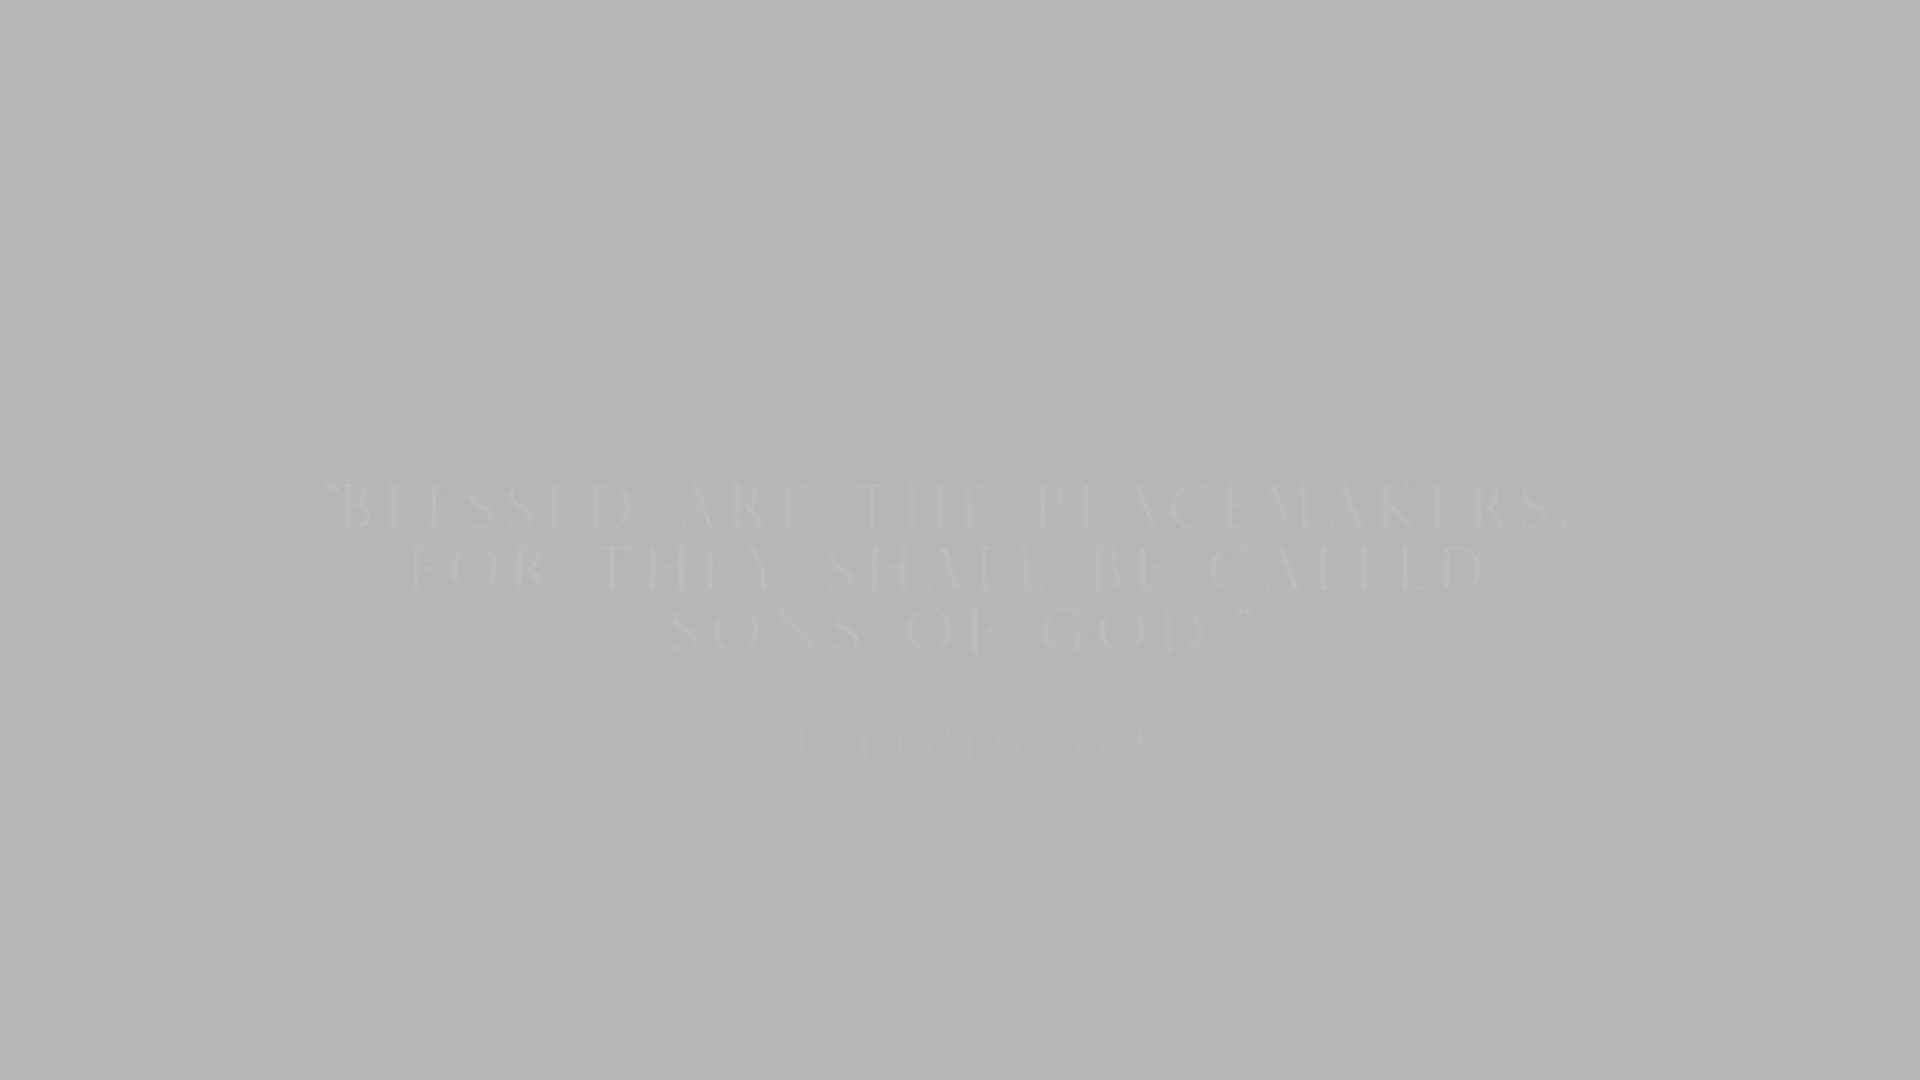 "BLESSED ARE THE PEACEMAKERS,
FOR THEY SHALL BE CALLED
SONS OF GOD."
MATTHEW 5:9